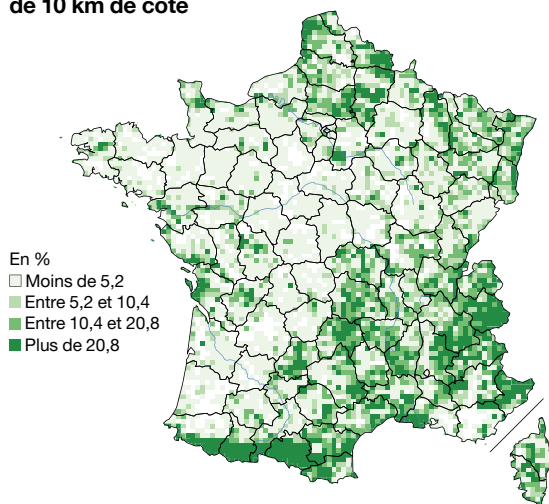 de 10 km de côté
En %
Moins de 5,2
Entre 5,2 et 10,4
Entre 10,4 et 20,8
Plus de 20,8